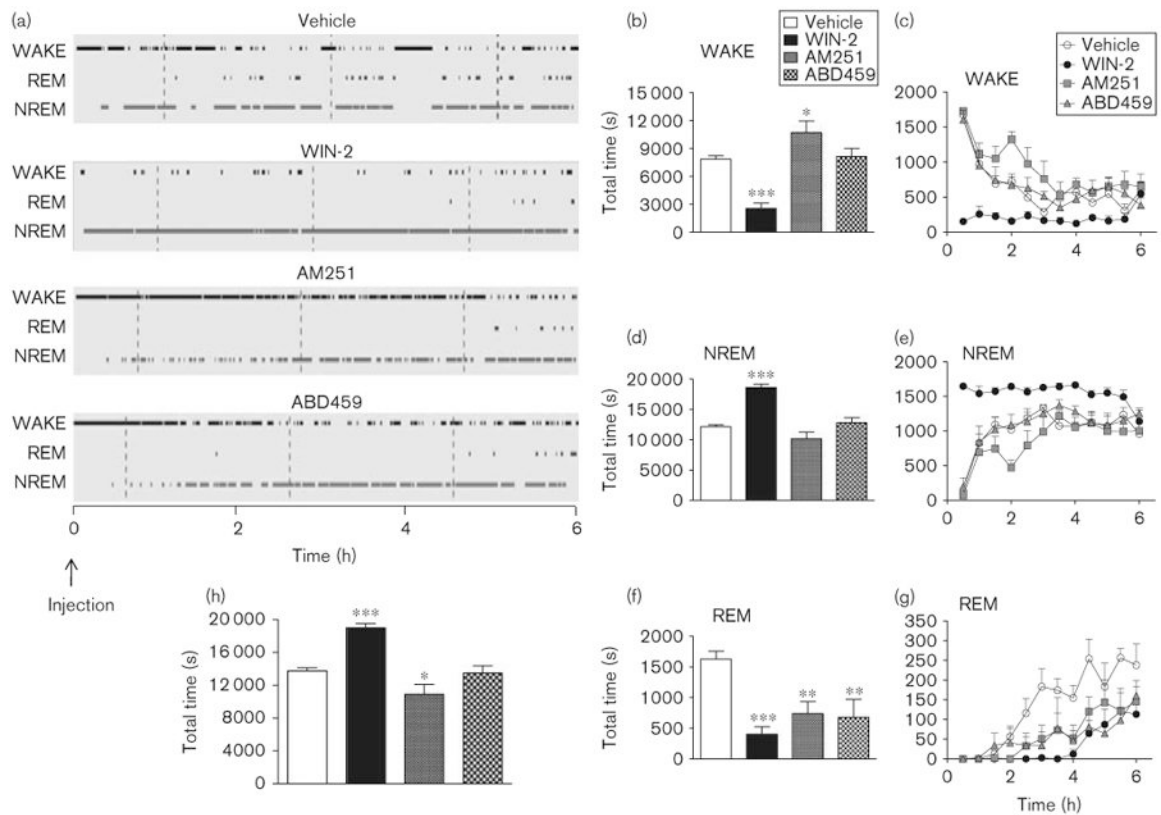 (a)
Vehicle
WAKE
REM
NREM
WIN-2
WAKE
REM
NREM
AM251
WAKE
REM
NREM
ABD459
WAKE
REM
NREM
0 2 4 6
Time (h)
Injection
(b)
WAKE
Vehicle
WIN-2
AM251
ABD459
Total time (s)
15 000
12 000
9000
6000
3000
0
***
*
(c)
WAKE
Vehicle
WIN-2
AM251
ABD459
2000
1500
1000
500
0
0 2 4 6
(d)
NREM
Total time (s)
20 000
15 000
10 000
5000
0
***
(e)
NREM
2000
1500
1000
500
0
0 2 4 6
(h)
Total time (s)
20 000
16 000
12 000
8000
4000
0
***
*
(f)
REM
Total time (s)
2000
1500
1000
500
0
***
**
**
(g)
REM
350
300
250
200
150
100
50
0
0 2 4 6
Time (h)